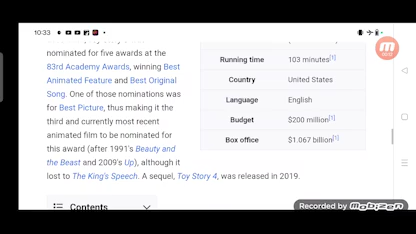 10:33
nominated for five awards at the
83rd Academy Awards, winning Best
Animated Feature and Best Original
Song. One of those nominations was
for Best Picture, thus making it the
third and currently most recent
animated film to be nominated for
this award (after 1991's Beauty and
the Beast and 2009's Up), although it
lost to The King's Speech. A sequel, Toy Story 4, was released in 2019.
Contents
Running time 103 minutes[1]
Country United States
Language English
Budget $200 million[1]
Box office $1.067 billion[1]
Recorded by Mobizen